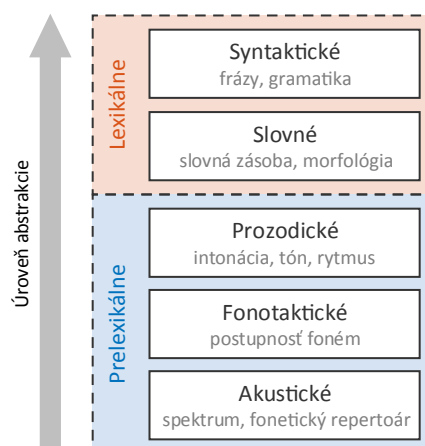 Úroveň abstrakcie
Lexikálne
Syntaktické
frázy, gramatika
Slovné
slovná zásoba, morfológia
Prelexikálne
Prozodické
intonácia, tón, rytmus
Fonotaktické
postupnosť foném
Akustické
spektrum, fonetický repertoár